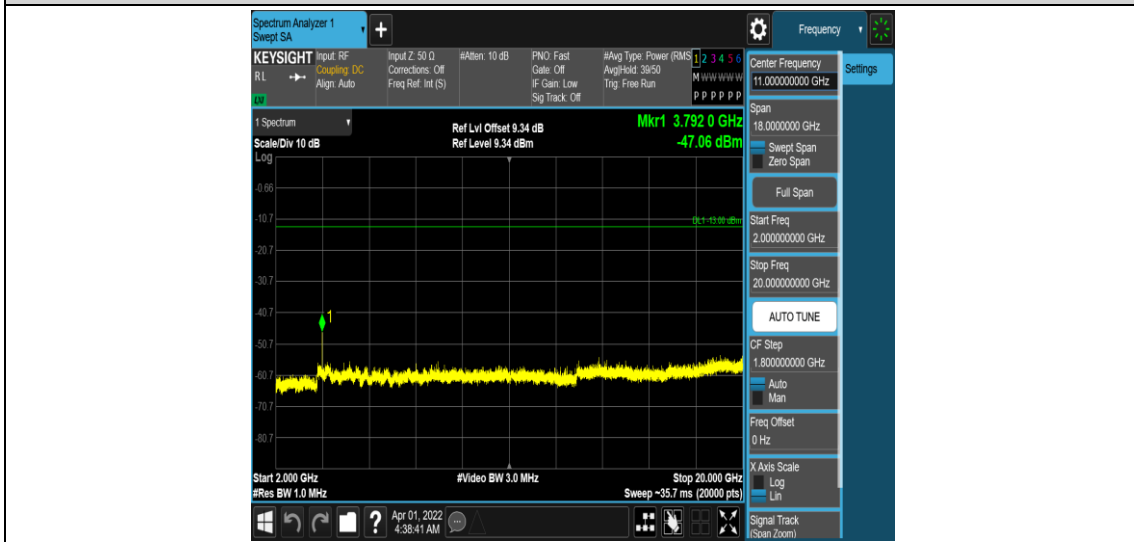 Spectrum Analyzer 1
Swept SA
+
Frequency
KEYSIGHT
RL
LXI
Input: RF
Coupling: DC
Align: Auto
Input Z: 50 Ω
Corrections: Off
Freq Ref: Int (S)
#Atten: 10 dB
PNO: Fast
Gate: Off
IF Gain: Low
Sig Track: Off
#Avg Type: Power (RMS
Avg|Hold: 39/50
Trig: Free Run
1 2 3 4 5 6
M W W W W W
P P P P P P
1 Spectrum
Scale/Div 10 dB
Log
Ref Lvl Offset 9.34 dB
Ref Level 9.34 dBm
Mkr1 3.792 0 GHz
-47.06 dBm
-0.66
-10.7
-20.7
-30.7
-40.7
-50.7
-60.7
-70.7
-80.7
DL1 -13.00 dBm
1
Start 2.000 GHz
#Res BW 1.0 MHz
#Video BW 3.0 MHz
Stop 20.000 GHz
Sweep ~35.7 ms (20000 pts)
Center Frequency
11.000000000 GHz
Settings
Span
18.0000000 GHz
Swept Span
Zero Span
Full Span
Start Freq
2.000000000 GHz
Stop Freq
20.000000000 GHz
AUTO TUNE
CF Step
1.800000000 GHz
Auto
Man
Freq Offset
0 Hz
X Axis Scale
Log
Lin
Signal Track
(Span Zoom)
?
Apr 01, 2022
4:38:41 AM